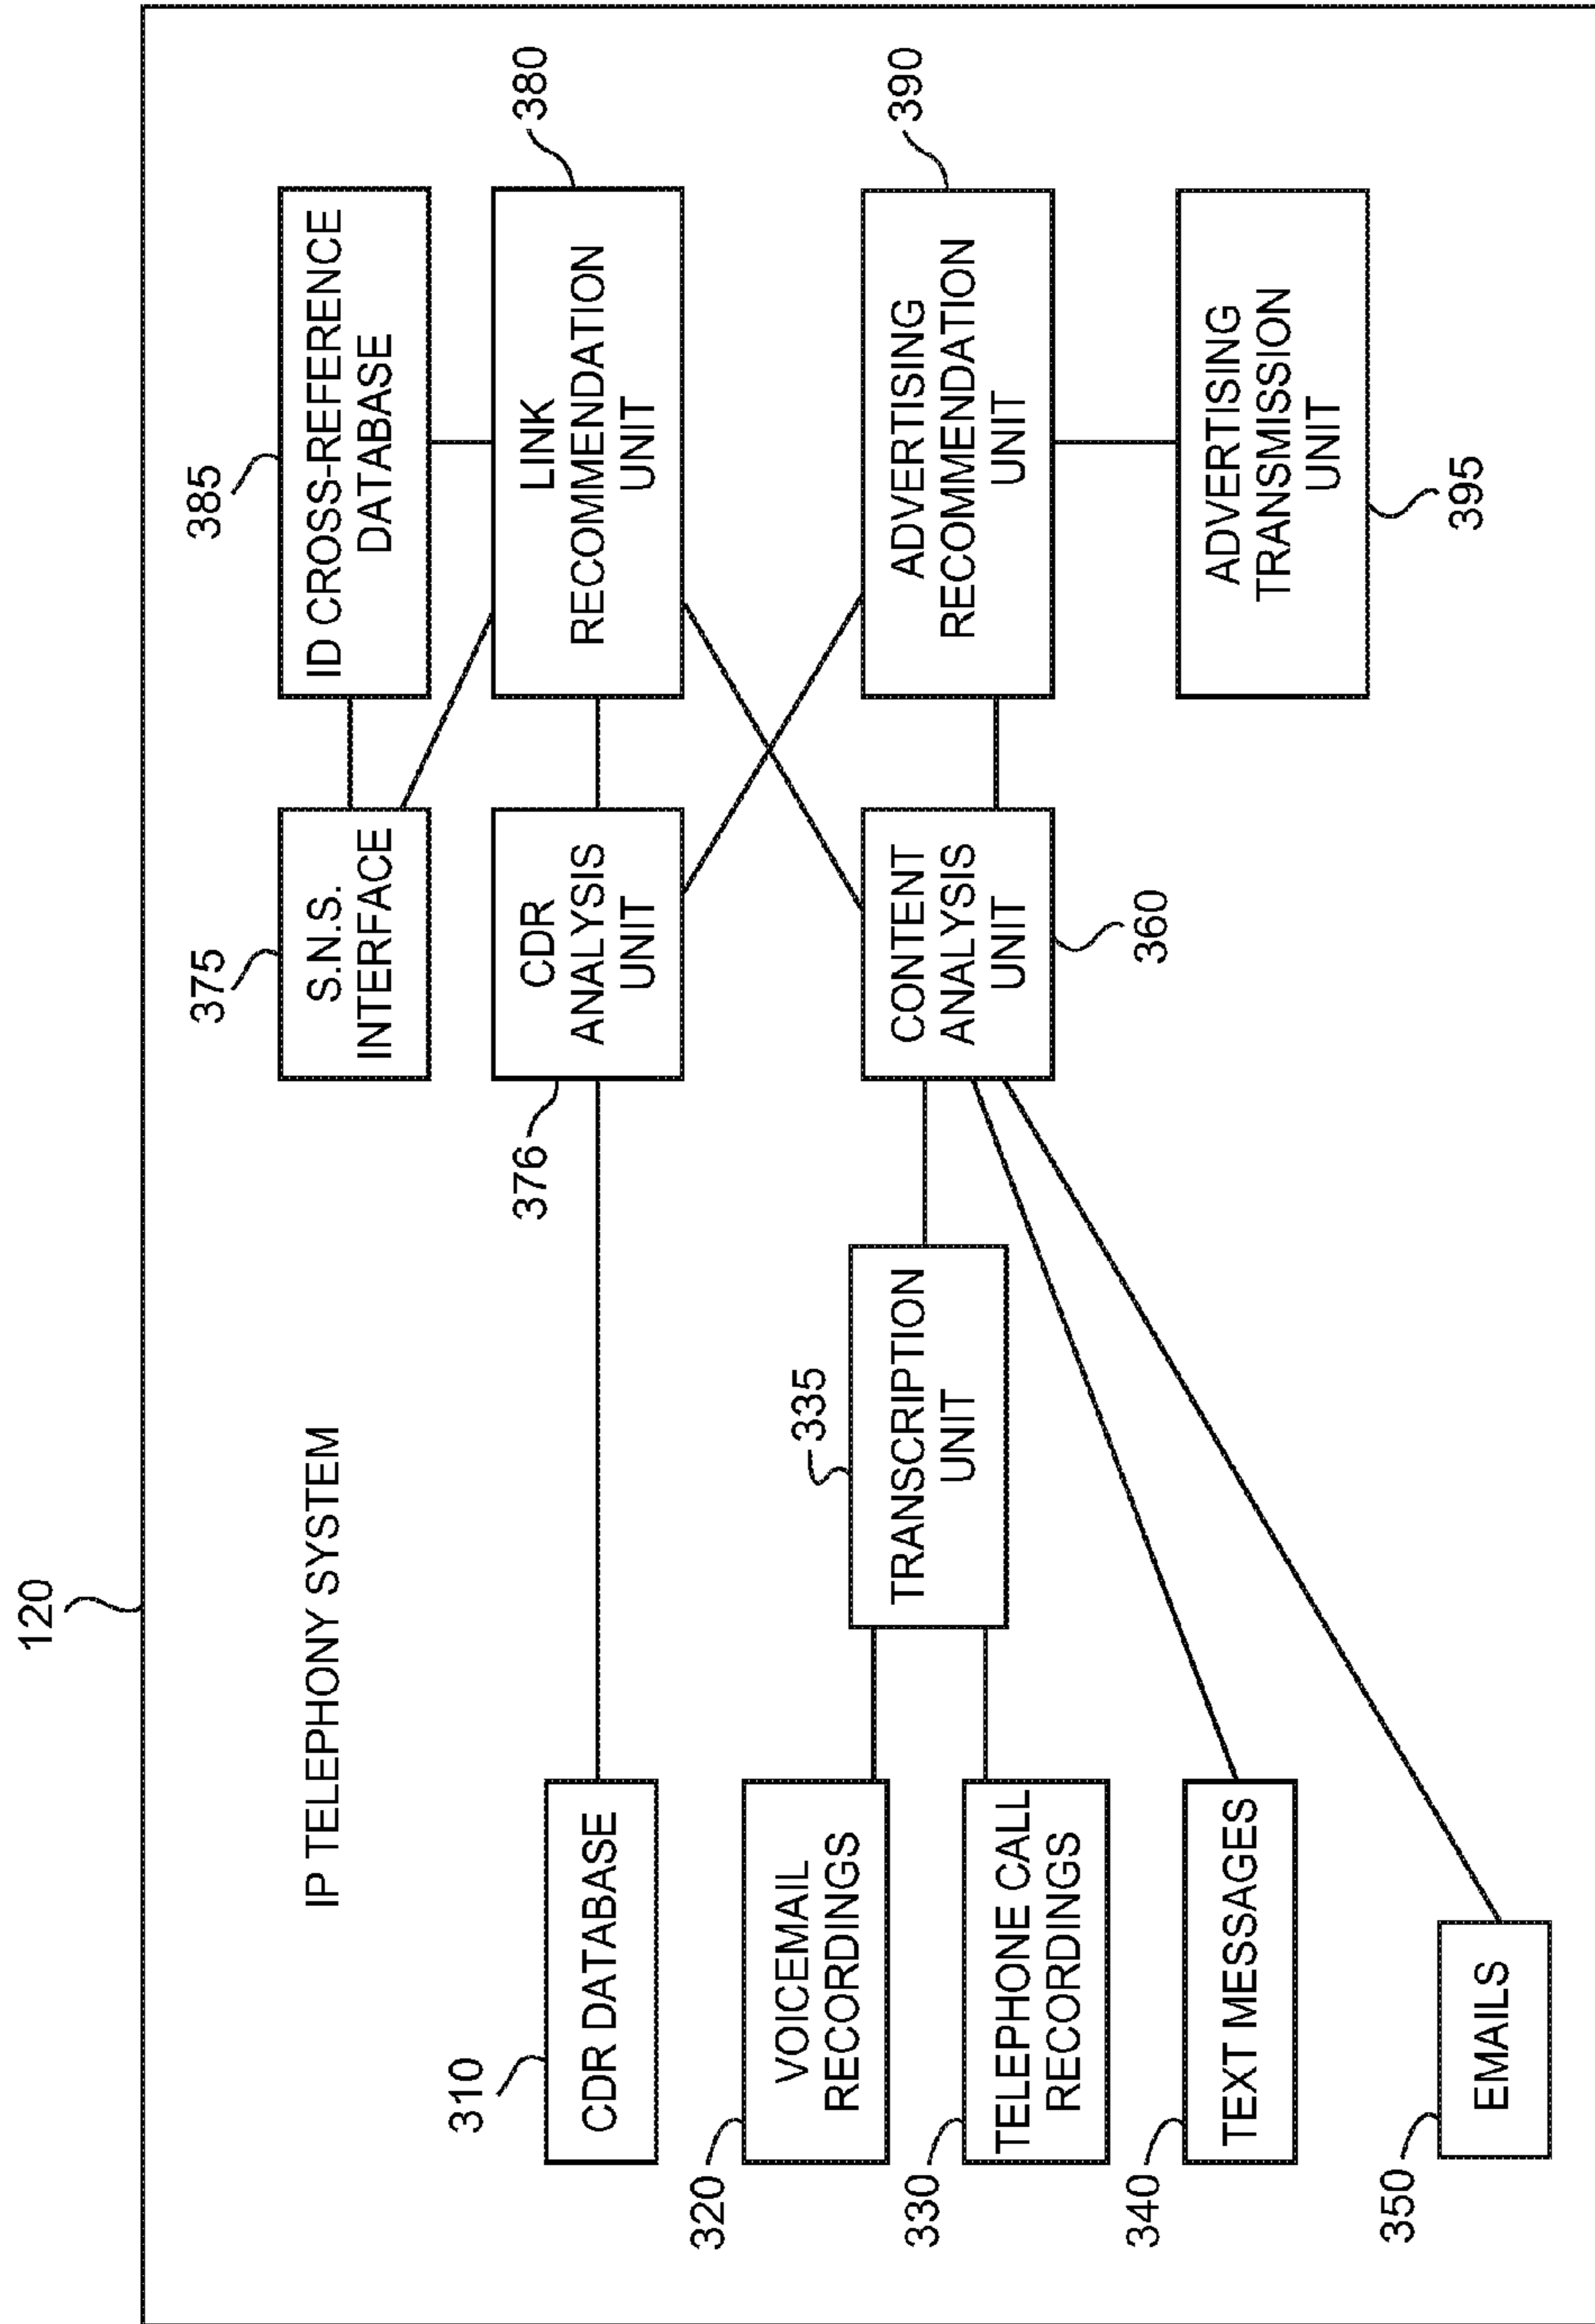 120
IP TELEPHONY SYSTEM
310
CDR DATABASE
320
VOICEMAIL
RECORDINGS
330
TELEPHONE CALL
RECORDINGS
340
TEXT MESSAGES
350
EMAILS
335
TRANSCRIPTION
UNIT
375
S.N.S.
INTERFACE
376
CDR
ANALYSIS
UNIT
CONTENT
ANALYSIS
UNIT
360
385
ID CROSS-REFERENCE
DATABASE
LINK
RECOMMENDATION
UNIT
380
ADVERTISING
RECOMMENDATION
UNIT
390
ADVERTISING
TRANSMISSION
UNIT
395